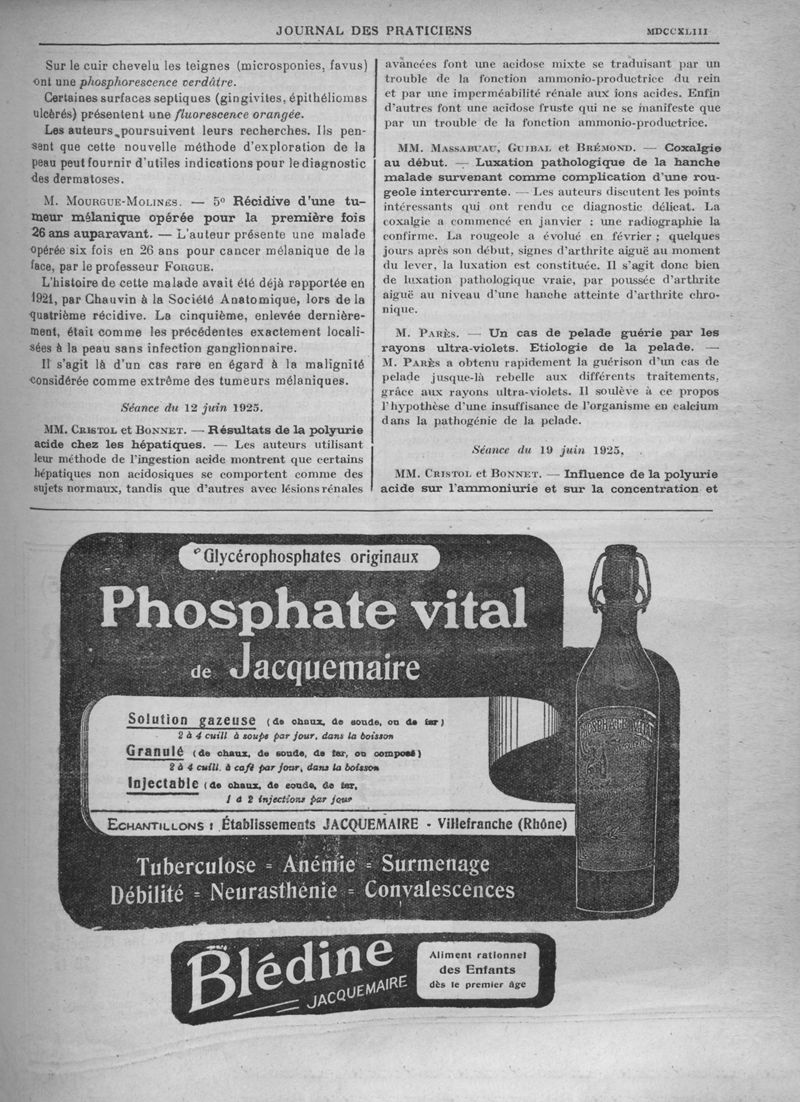 JOURNAL DES PRATICIENS
MDCCXLIII
Sur le cuir chevelu les teignes (microsponies, favus)
ont une phosphorescence verdâtre.
Certaines surfaces septiques (gingivites, épithéliomes
ulcérés) présentent une fluorescence orangée.
Les auteurs poursuivent leurs recherches. Ils pen-
sent que cette nouvelle méthode d'exploration de la
peau peut fournir d'utiles indications pour le diagnostic
des dermatoses.
M. MOURGUE-MOLINES. — 5° Récidive d'une tu-
meur mélanique opérée pour la première fois
26 ans auparavant. — L'auteur présente une malade
opérée six fois en 26 ans pour cancer mélanique de la
face, par le professeur FORGUE.
L'histoire de cette malade avait été déjà rapportée en
1921, par Chauvin à la Société Anatomique, lors de la
quatrième récidive. La cinquième, enlevée dernière-
ment, était comme les précédentes exactement locali-
sées à la peau sans infection ganglionnaire.
Il s'agit là d'un cas rare en égard à la malignité
considérée comme extrême des tumeurs mélaniques.
Séance du 12 juin 1925.
MM. CRISTOL et BONNET. — Résultats de la polyurie
acide chez les hépatiques. — Les auteurs utilisant
leur méthode de l'ingestion acide montrent que certains
hépatiques non acidosiques se comportent comme des
sujets normaux, tandis que d'autres avec lésions rénales
avancées font une acidose mixte se traduisant par un
trouble de la fonction ammonio-productrice du rein
et par une imperméabilité rénale aux ions acides. Enfin
d'autres font une acidose fruste qui ne se manifeste que
par un trouble de la fonction ammonio-productrice.
MM. MASSABUAU, GUIBAL et BRÉMOND. — Coxalgie
au début. — Luxation pathologique de la hanche
malade survenant comme complication d'une rou-
geole intercurrente. — Les auteurs discutent les points
intéressants qui ont rendu ce diagnostic délicat. La
coxalgie a commencé en janvier : une radiographie la
confirme. La rougeole a évolué en février ; quelques
jours après son début, signes d'arthrite aiguë au moment
du lever, la luxation est constituée. Il s'agit donc bien
de luxation pathologique vraie, par poussée d'arthrite
aiguë au niveau d'une hanche atteinte d'arthrite chro-
nique.
M. PARÈS. — Un cas de pelade guérie par les
rayons ultra-violets. Etiologie de la pelade. —
M. PARÈS a obtenu rapidement la guérison d'un cas de
pelade jusque-là rebelle aux différents traitements,
grâce aux rayons ultra-violets. Il soulève à ce propos
l'hypothèse d'une insuffisance de l'organisme en calcium
dans la pathogénie de la pelade.
Séance du 19 juin 1925,
MM. CRISTOL et BONNET. — Influence de la polyurie
acide sur l'ammoniurie et sur la concentration et
Glycérophosphates originaux
Phosphate vital
de Jacquemaire
Solution gazeuse (de chaux, de soude, ou de fer)
2 à 4 cuill à soupe par jour, dans la boisson
Granulé (de chaux, de soude, de fer, ou composé)
2 à 4 cuill. à café par jour, dans la boisson
Injectable (de chaux, de soude, de fer,
1 à 2 injections par jour
ECHANTILLONS : Établissements JACQUEMAIRE - Villefranche (Rhône)
Tuberculose = Anémie = Surmenage
Débilité = Neurasthénie = Convalescences
PHOSPHATE VITAL
Blédine
JACQUEMAIRE
Aliment rationnel
des Enfants
dès le premier âge